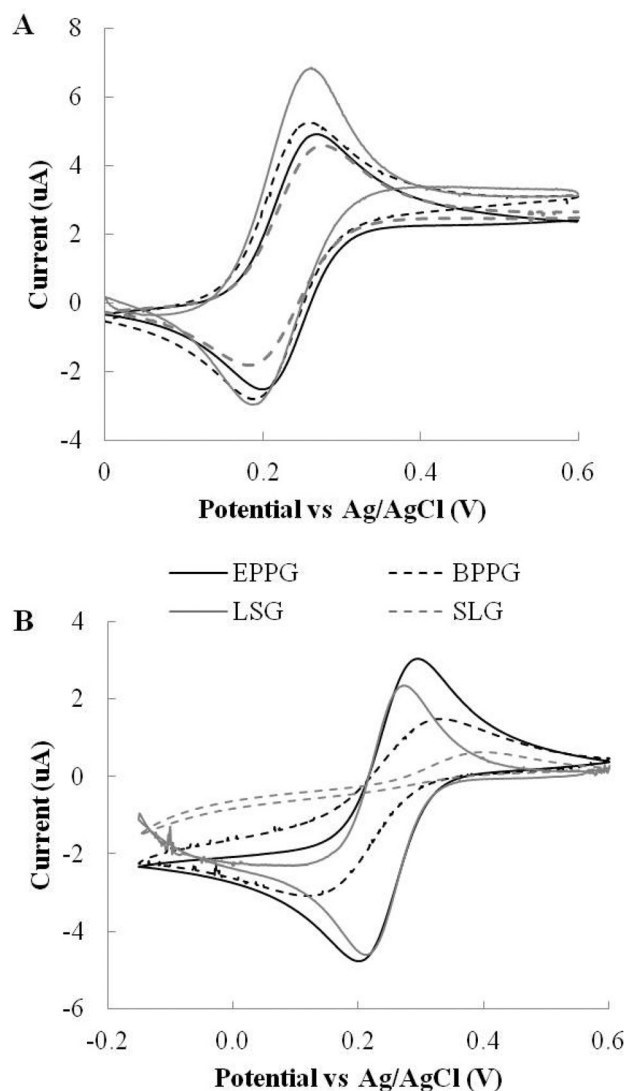 A
8
6
4
2
0
-2
-4
Current (uA)
0 0.2 0.4 0.6
Potential vs Ag/AgCl (V)
EPPG BPPG
LSG SLG
B
4
2
0
-2
-4
-6
Current (uA)
-0.2 0.0 0.2 0.4 0.6
Potential vs Ag/AgCl (V)